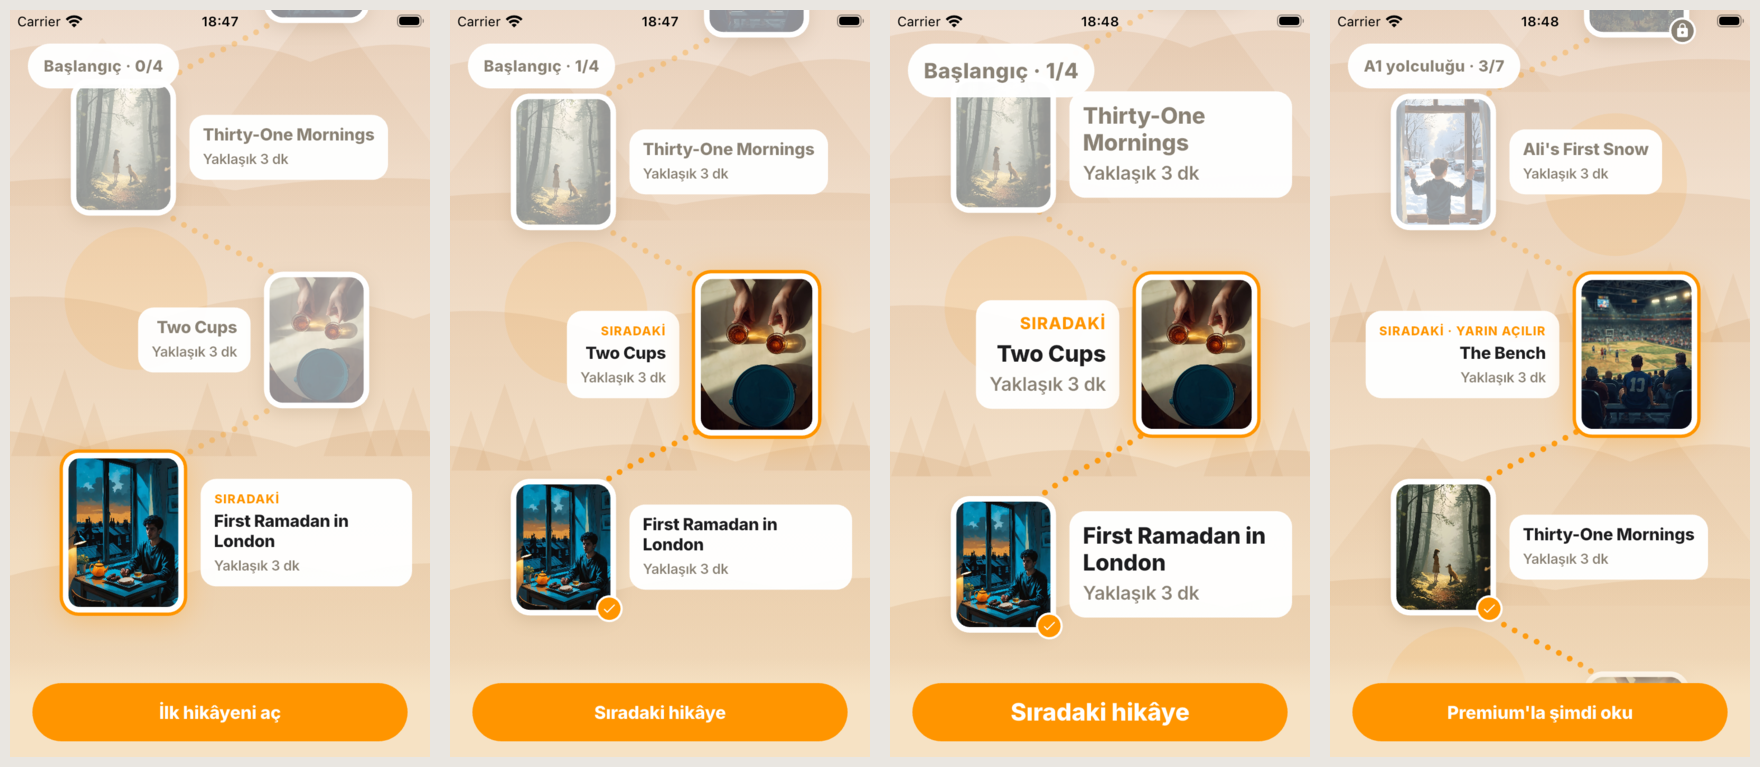 Carrier 18:47
Başlangıç · 0/4
Thirty-One Mornings
Yaklaşık 3 dk
Two Cups
Yaklaşık 3 dk
SIRADAKİ
First Ramadan in
London
Yaklaşık 3 dk
İlk hikâyeni aç
Carrier 18:47
Başlangıç · 1/4
Thirty-One Mornings
Yaklaşık 3 dk
SIRADAKİ
Two Cups
Yaklaşık 3 dk
First Ramadan in
London
Yaklaşık 3 dk
Sıradaki hikâye
Carrier 18:48
Başlangıç · 1/4
Thirty-One
Mornings
Yaklaşık 3 dk
SIRADAKİ
Two Cups
Yaklaşık 3 dk
First Ramadan in
London
Yaklaşık 3 dk
Sıradaki hikâye
Carrier 18:48
A1 yolculuğu · 3/7
Ali's First Snow
Yaklaşık 3 dk
SIRADAKİ · YARIN AÇILIR
The Bench
Yaklaşık 3 dk
13
Thirty-One Mornings
Yaklaşık 3 dk
Premium'la şimdi oku